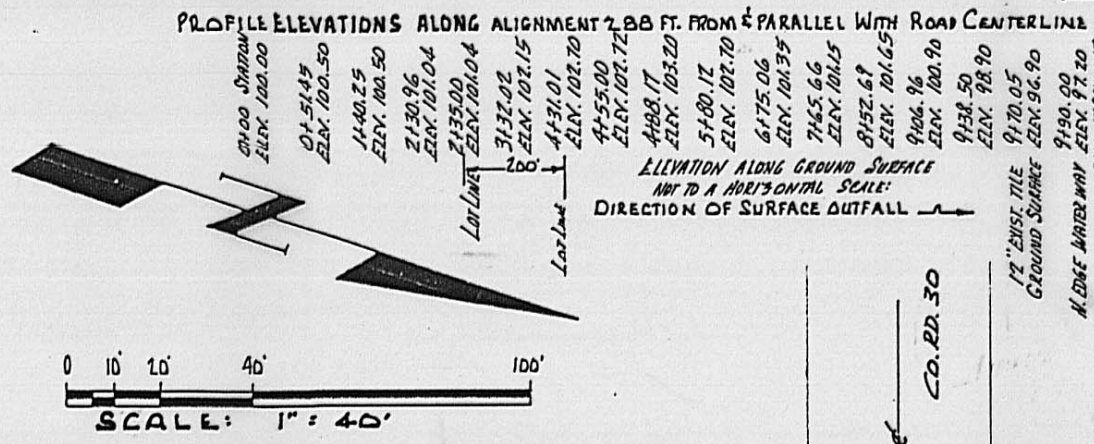 PROFILE ELEVATIONS ALONG ALIGNMENT 288 FT. FROM & PARALLEL WITH ROAD CENTERLINE
0+00 STATION
ELEV. 100.00
0+51.45
ELEV. 100.50
1+40.25
ELEV. 100.50
2+30.96
ELEV. 101.04
2+35.00
ELEV. 101.04
3+32.02
ELEV. 102.15
4+31.01
ELEV. 102.70
4+55.00
ELEV. 102.72
4+88.17
ELEV. 103.20
5+80.12
ELEV. 102.70
6+75.06
ELEV. 101.35
7+65.66
ELEV. 101.15
8+52.69
ELEV. 101.65
9+06.96
ELEV. 100.90
9+38.50
ELEV. 98.90
9+70.05
ELEV. 96.90
12" EXIST. TILE
GROUND SURFACE
9+90.00
ELEV. 97.20
N. EDGE WATER WAY
LOT LINE
200'
LOT LINE
ELEVATION ALONG GROUND SURFACE
NOT TO A HORIZONTAL SCALE:
DIRECTION OF SURFACE OUTFALL
CO. RD. 30
N
0 10' 20' 40' 100'
SCALE: 1" = 40'